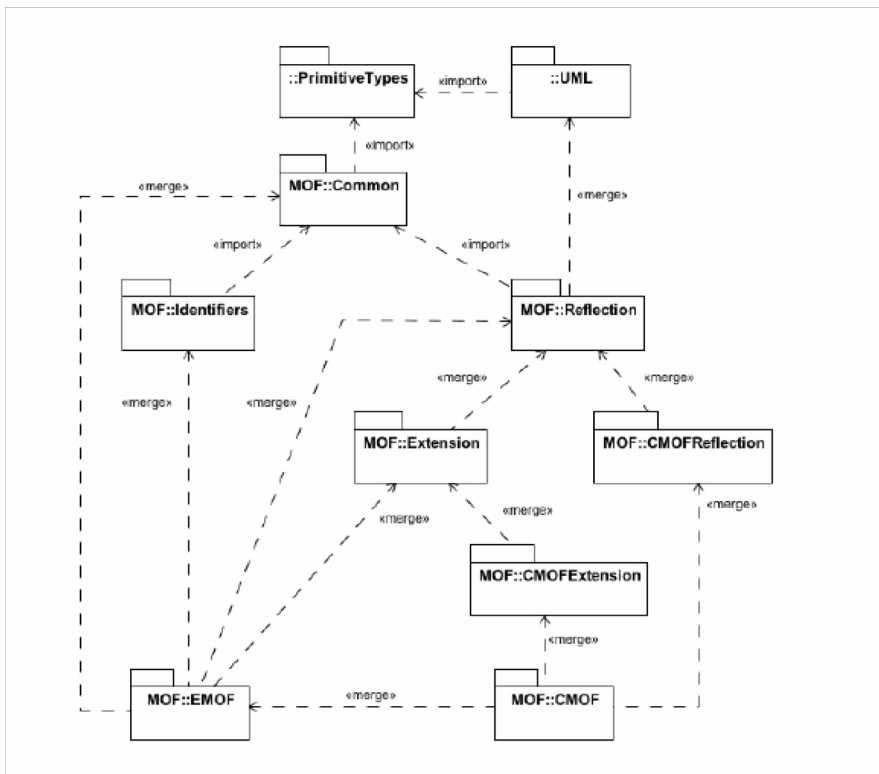 ::PrimitiveTypes
«import»
::UML
«import»
MOF::Common
«merge»
«merge»
«import»
«import»
MOF::Identifiers
MOF::Reflection
«merge»
«merge»
«merge»
«merge»
MOF::Extension
MOF::CMOFReflection
«merge»
«merge»
«merge»
MOF::CMOFExtension
«merge»
MOF::EMOF
«merge»
MOF::CMOF